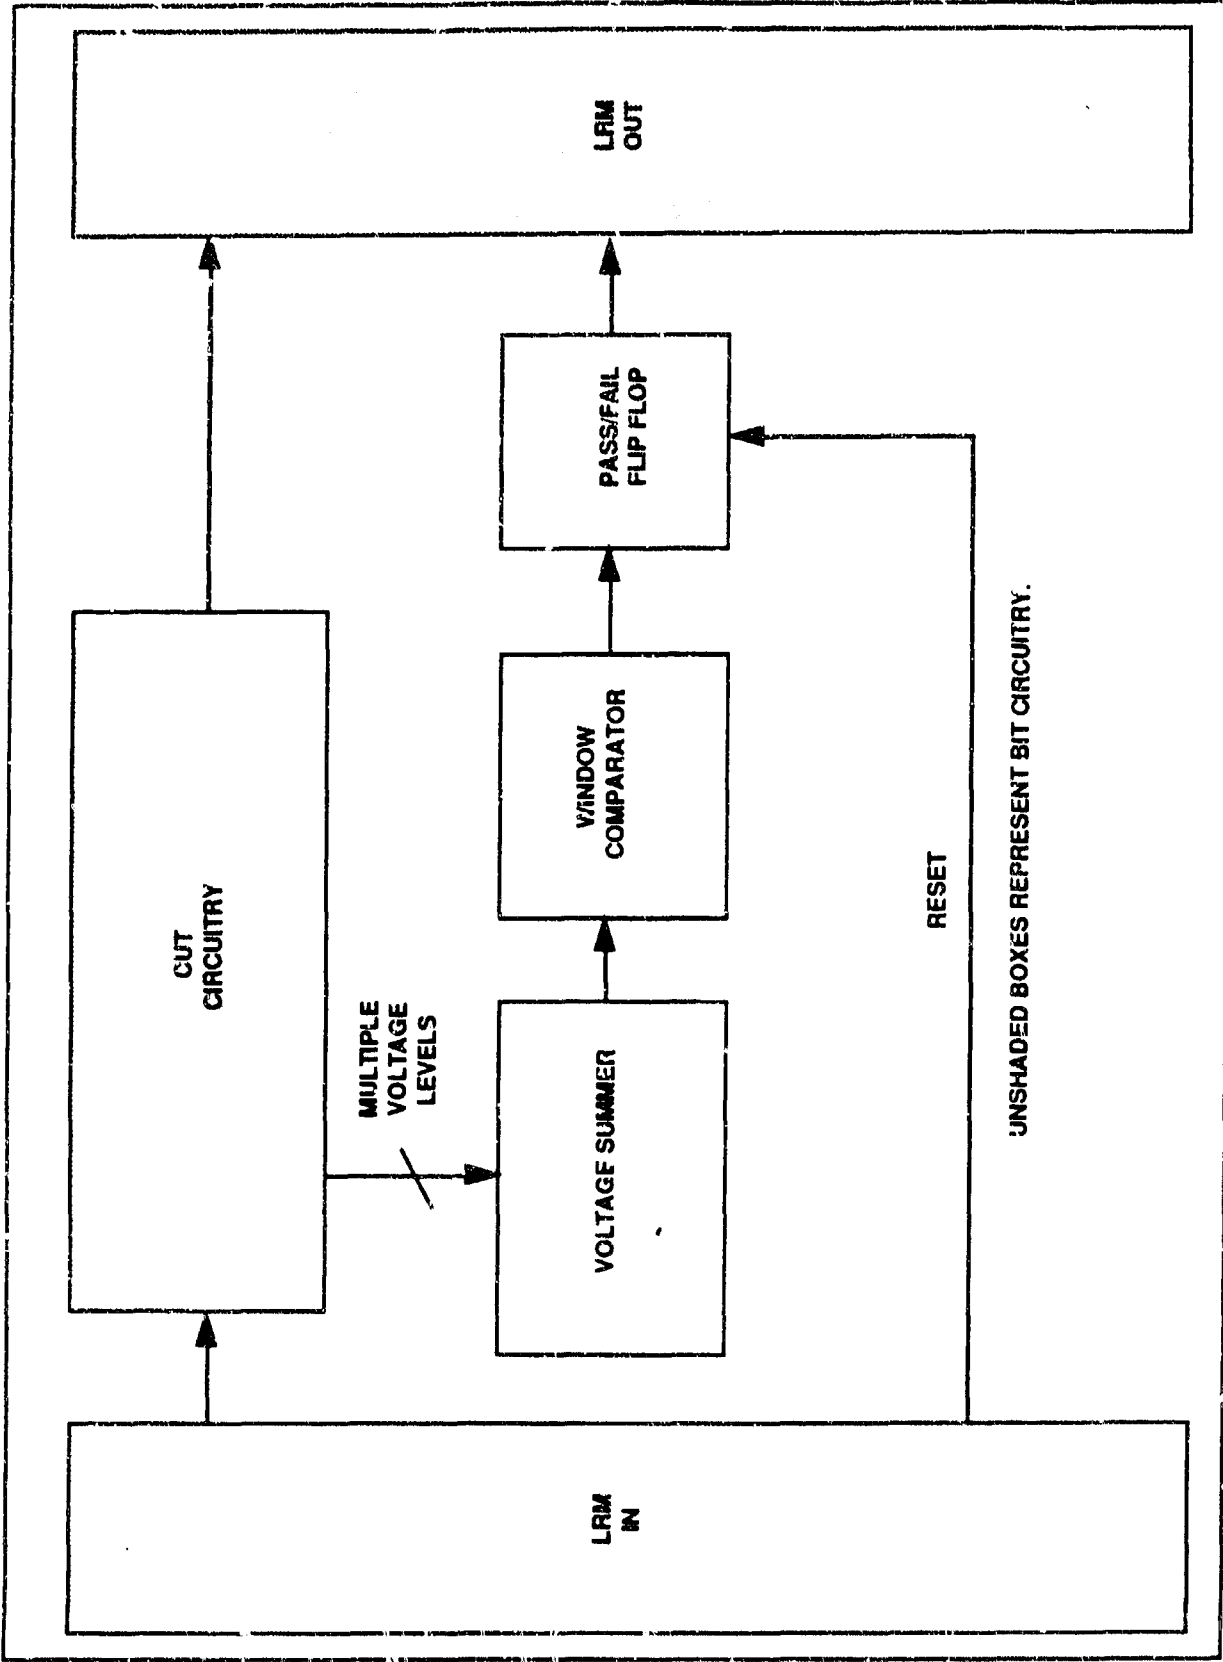 LRM
IN
CUT
CIRCUITRY
MULTIPLE
VOLTAGE
LEVELS
VOLTAGE SUMMER
WINDOW
COMPARATOR
PASS/FAIL
FLIP FLOP
LRM
OUT
RESET
UNSHADED BOXES REPRESENT BIT CIRCUITRY.